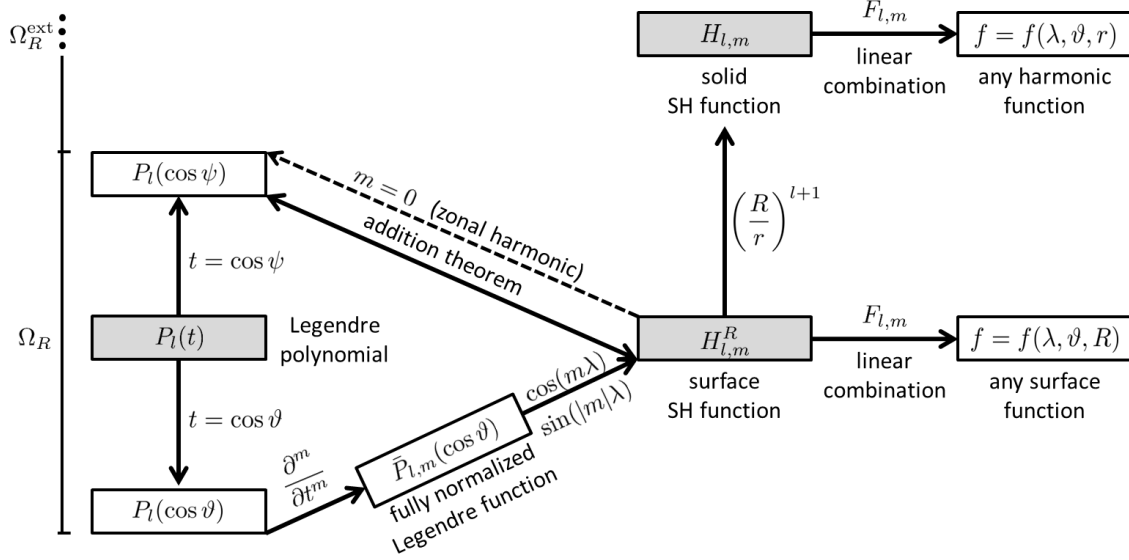 Ω_R^ext
H_{l,m}
F_{l,m}
f = f(λ, ϑ, r)
solid
SH function
linear
combination
any harmonic
function
P_l(cos ψ)
m = 0 (zonal harmonic)
addition theorem
(R/r)^{l+1}
t = cos ψ
Ω_R
P_l(t)
Legendre
polynomial
H_{l,m}^R
F_{l,m}
f = f(λ, ϑ, R)
surface
SH function
linear
combination
any surface
function
t = cos ϑ
cos(mλ)
sin(|m|λ)
∂^m/∂t^m
P̄_{l,m}(cos ϑ)
fully normalized
Legendre function
P_l(cos ϑ)